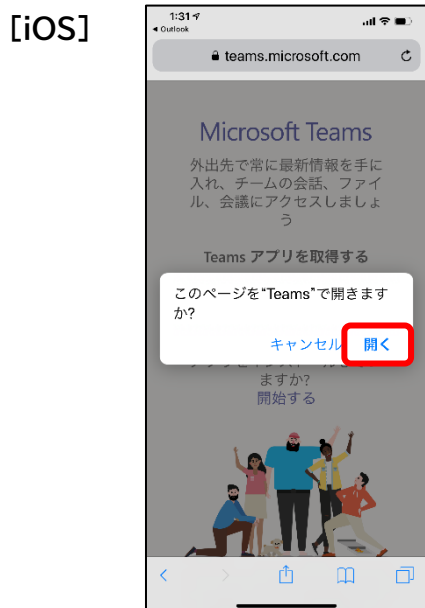 [iOS]
1:31
◀ Outlook
teams.microsoft.com
Microsoft Teams
外出先で常に最新情報を手に
入れ、チームの会話、ファイ
ル、会議にアクセスしましょ
う
Teams アプリを取得する
このページを“Teams”で開きます
か?
キャンセル 開く
ますか?
開始する